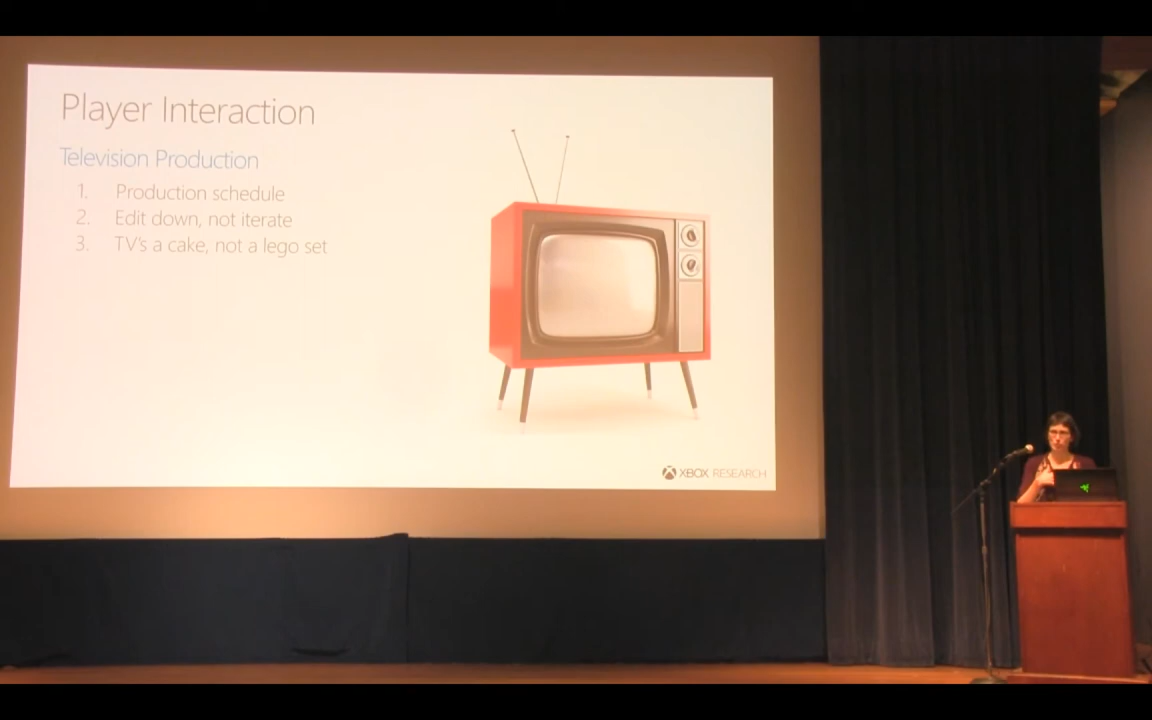 Player Interaction
Television Production
1. Production schedule
2. Edit down, not iterate
3. TV's a cake, not a lego set
XBOX RESEARCH